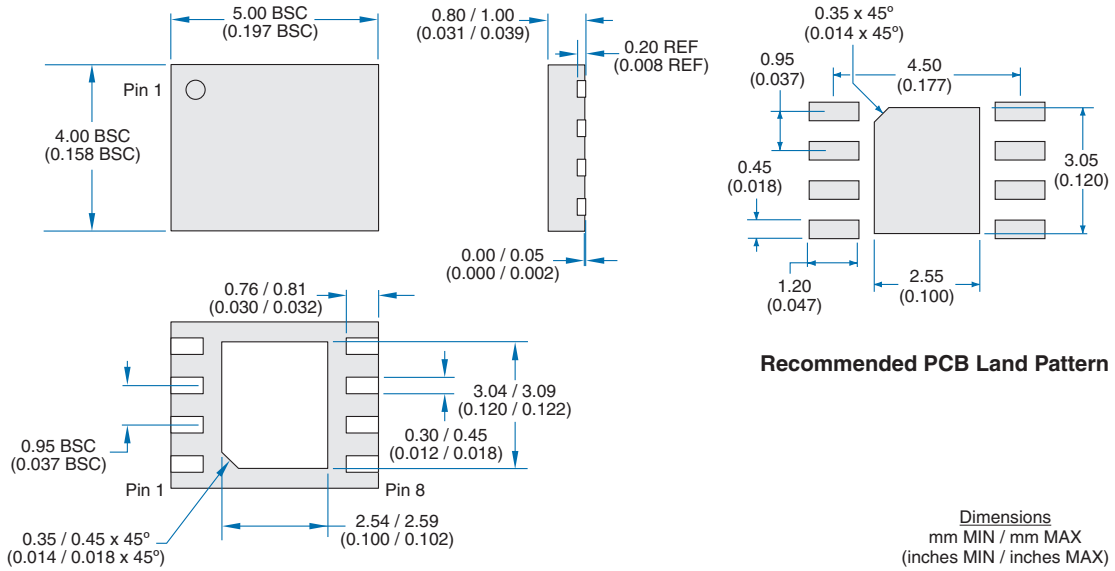 5.00 BSC
(0.197 BSC)
Pin 1
4.00 BSC
(0.158 BSC)
0.80 / 1.00
(0.031 / 0.039)
0.20 REF
(0.008 REF)
0.00 / 0.05
(0.000 / 0.002)
0.35 x 45º
(0.014 x 45º)
0.95
(0.037)
4.50
(0.177)
0.45
(0.018)
3.05
(0.120)
1.20
(0.047)
2.55
(0.100)
Recommended PCB Land Pattern
0.76 / 0.81
(0.030 / 0.032)
3.04 / 3.09
(0.120 / 0.122)
0.30 / 0.45
(0.012 / 0.018)
0.95 BSC
(0.037 BSC)
Pin 1
Pin 8
0.35 / 0.45 x 45º
(0.014 / 0.018 x 45º)
2.54 / 2.59
(0.100 / 0.102)
Dimensions
mm MIN / mm MAX
(inches MIN / inches MAX)